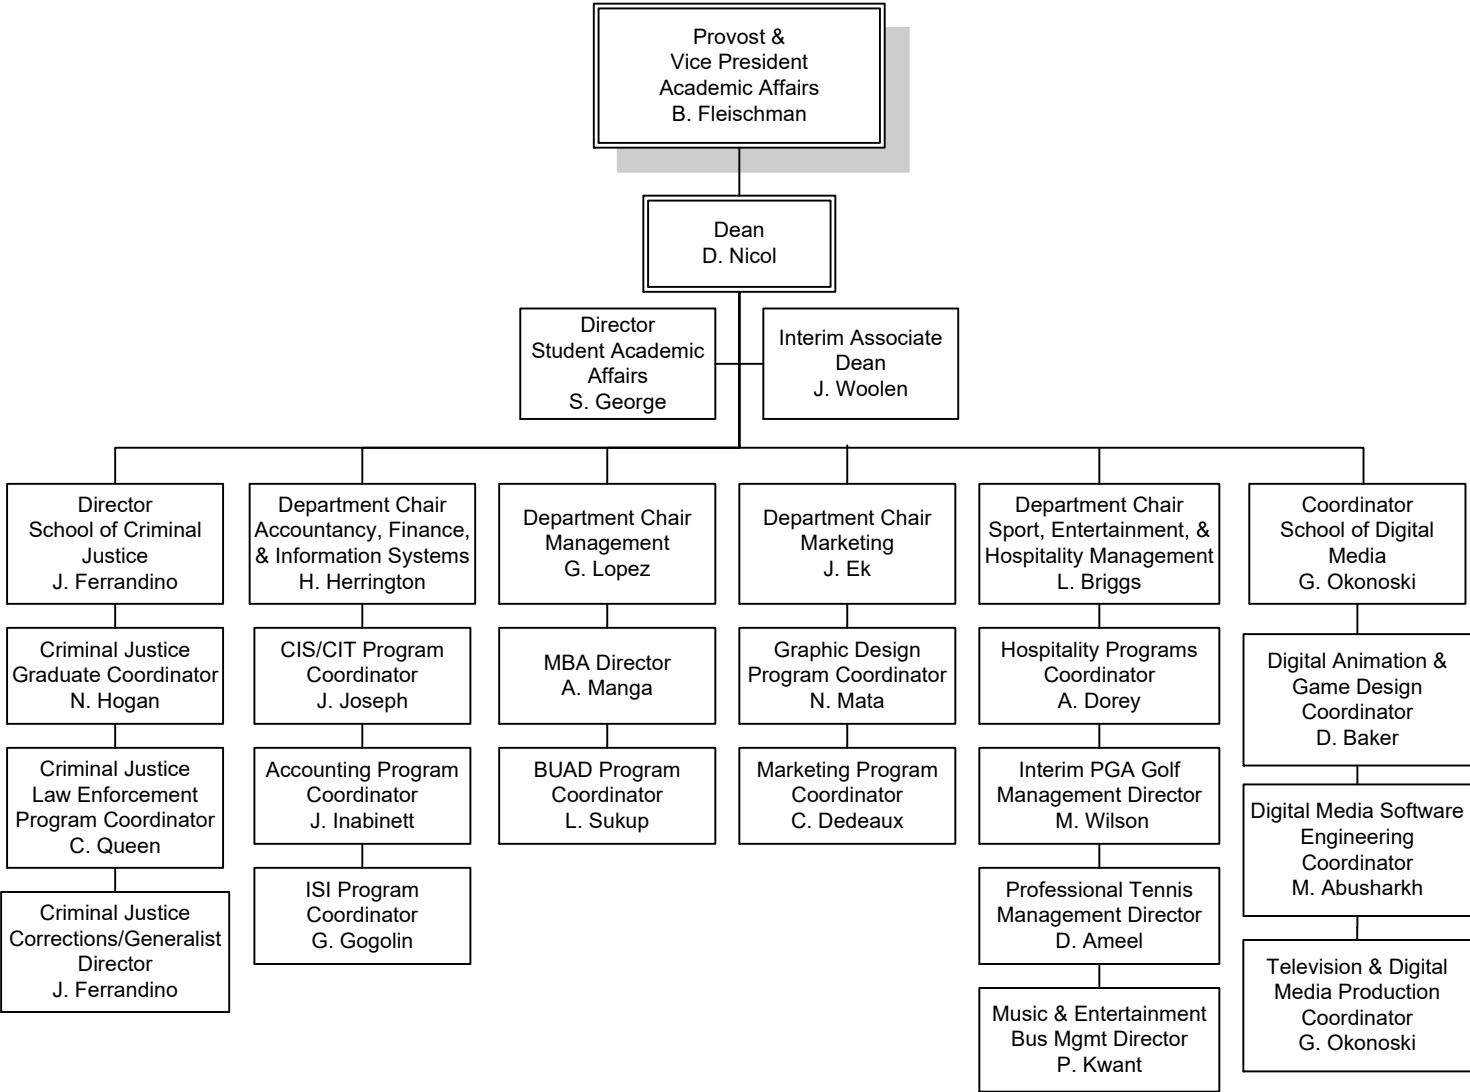 Provost &
Vice President
Academic Affairs
B. Fleischman
Dean
D. Nicol
Director
Student Academic
Affairs
S. George
Interim Associate
Dean
J. Woolen
Director
School of Criminal
Justice
J. Ferrandino
Criminal Justice
Graduate Coordinator
N. Hogan
Criminal Justice
Law Enforcement
Program Coordinator
C. Queen
Criminal Justice
Corrections/Generalist
Director
J. Ferrandino
Department Chair
Accountancy, Finance,
& Information Systems
H. Herrington
CIS/CIT Program
Coordinator
J. Joseph
Accounting Program
Coordinator
J. Inabinett
ISI Program
Coordinator
G. Gogolin
Department Chair
Management
G. Lopez
MBA Director
A. Manga
BUAD Program
Coordinator
L. Sukup
Department Chair
Marketing
J. Ek
Graphic Design
Program Coordinator
N. Mata
Marketing Program
Coordinator
C. Dedeaux
Department Chair
Sport, Entertainment, &
Hospitality Management
L. Briggs
Hospitality Programs
Coordinator
A. Dorey
Interim PGA Golf
Management Director
M. Wilson
Professional Tennis
Management Director
D. Ameel
Music & Entertainment
Bus Mgmt Director
P. Kwant
Coordinator
School of Digital
Media
G. Okonoski
Digital Animation &
Game Design
Coordinator
D. Baker
Digital Media Software
Engineering
Coordinator
M. Abusharkh
Television & Digital
Media Production
Coordinator
G. Okonoski